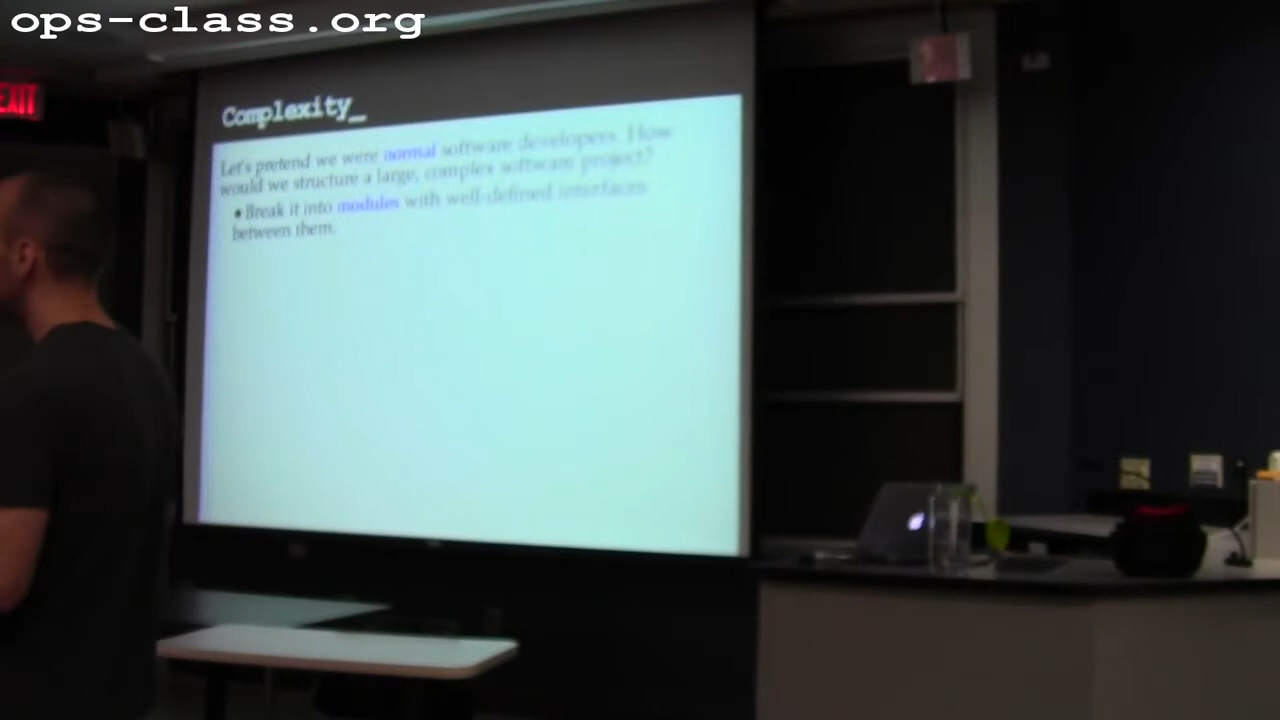 ops-class.org
EXIT
Complexity_
Let's pretend we were normal software developers. How
would we structure a large, complex software project?
• Break it into modules with well-defined interfaces
between them.